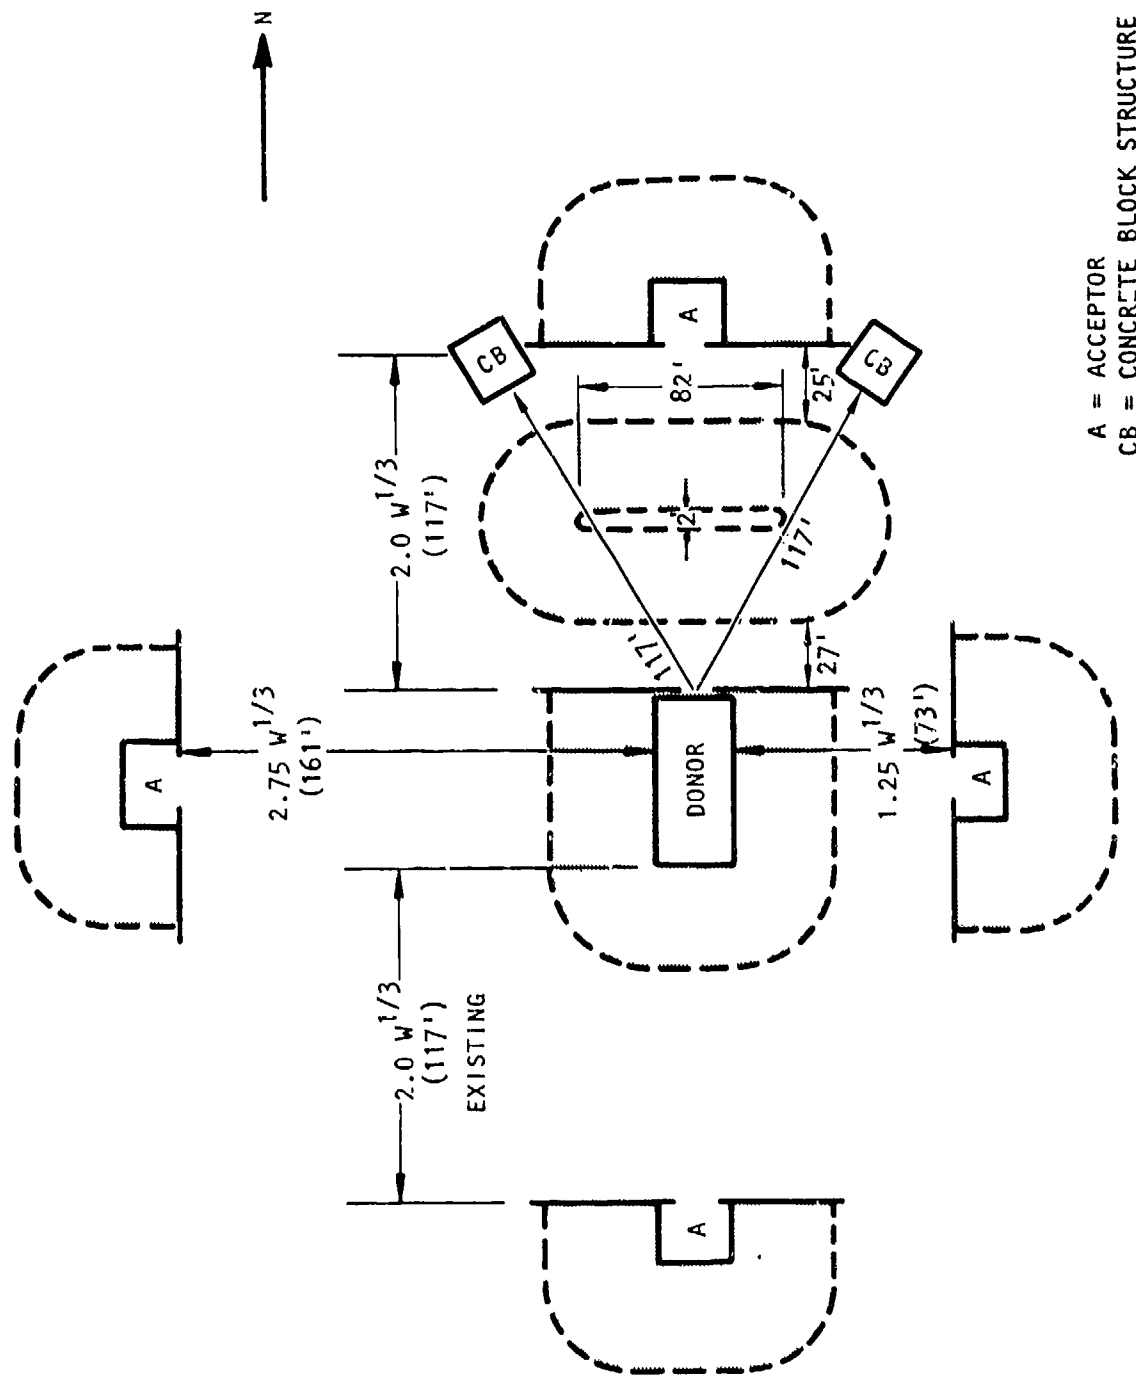 N
A
2.75 W1/3
(161')
2.0 W1/3
(117')
CB
A
82'
2'
25'
CB
117'
117'
27'
DONOR
1.25 W1/3
(73')
A
2.0 W1/3
(117')
EXISTING
A
A = ACCEPTOR
CB = CONCRETE BLOCK STRUCTURE